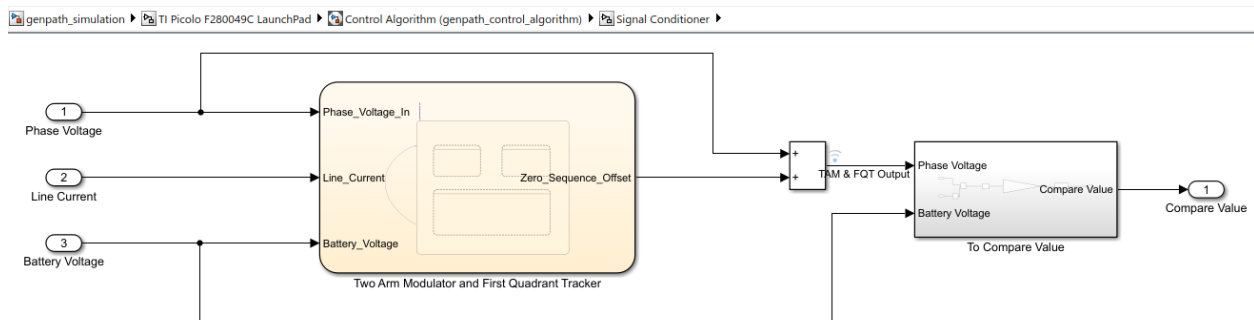 genpath_simulation TI Picolo F280049C LaunchPad Control Algorithm (genpath_control_algorithm) Signal Conditioner
1
Phase Voltage
Phase_Voltage_In
2
Line Current
Line_Current
Zero_Sequence_Offset
3
Battery Voltage
Battery_Voltage
Two Arm Modulator and First Quadrant Tracker
+
+
TAM & FQT Output
Phase Voltage
Compare Value
Battery Voltage
To Compare Value
1
Compare Value